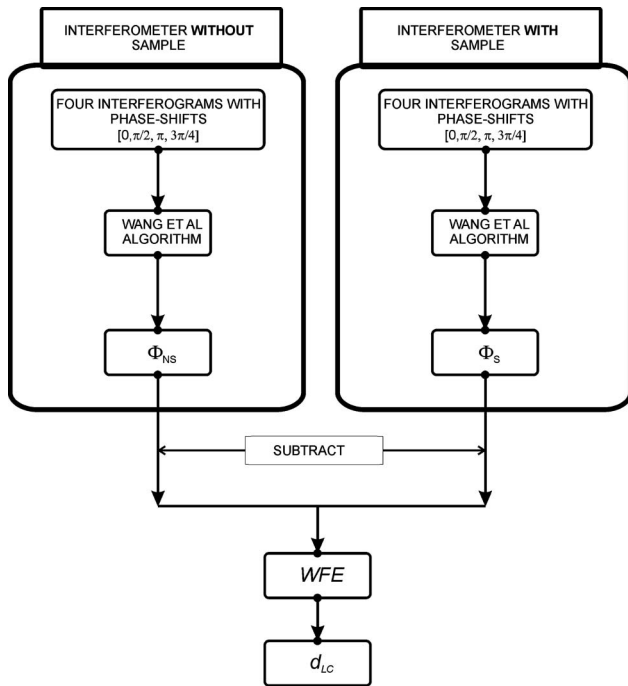 INTERFEROMETER WITHOUT
SAMPLE
FOUR INTERFEROGRAMS WITH
PHASE-SHIFTS
[0,π/2, π, 3π/4]
WANG ET AL
ALGORITHM
ΦNS
INTERFEROMETER WITH
SAMPLE
FOUR INTERFEROGRAMS WITH
PHASE-SHIFTS
[0,π/2, π, 3π/4]
WANG ET AL
ALGORITHM
ΦS
SUBTRACT
WFE
dLC